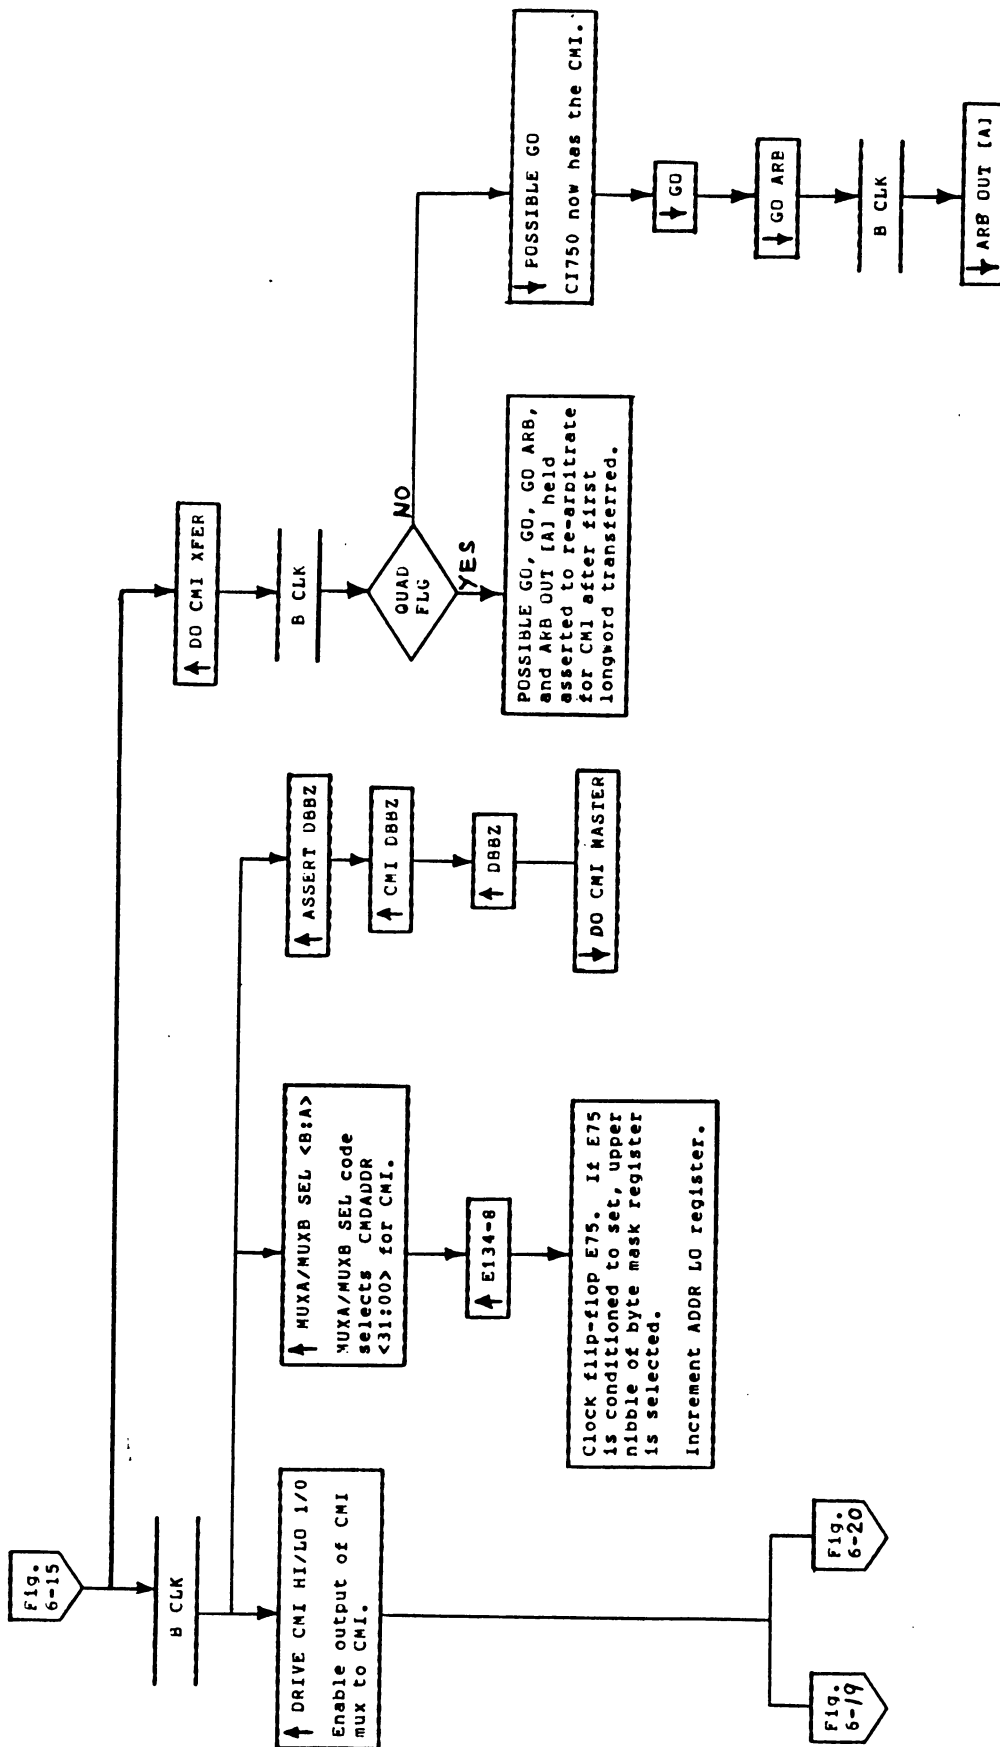 Fig.
6-15
B CLK
↑ DRIVE CMI HI/LO 1/0
Enable output of CMI
mux to CMI.
Fig.
6-19
Fig.
6-20
↑ MUXA/MUXB SEL <B:A>
MUXA/MUXB SEL code
selects CMDADDR
<31:00> for CMI.
↑ E134-8
Clock flip-flop E75. If E75
is conditioned to set, upper
nibble of byte mask register
is selected.
Increment ADDR LO register.
↑ ASSERT DBBZ
↑ CMI DBBZ
↑ DBBZ
↓ DO CMI MASTER
↑ DO CMI XFER
B CLK
QUAD
FLG
YES
NO
POSSIBLE GO, GO, GO ARB,
and ARB OUT [A] held
asserted to re-arbitrate
for CMI after first
longword transferred.
↓ POSSIBLE GO
CI750 now has the CMI.
↓ GO
↓ GO ARB
B CLK
↓ ARB OUT [A]